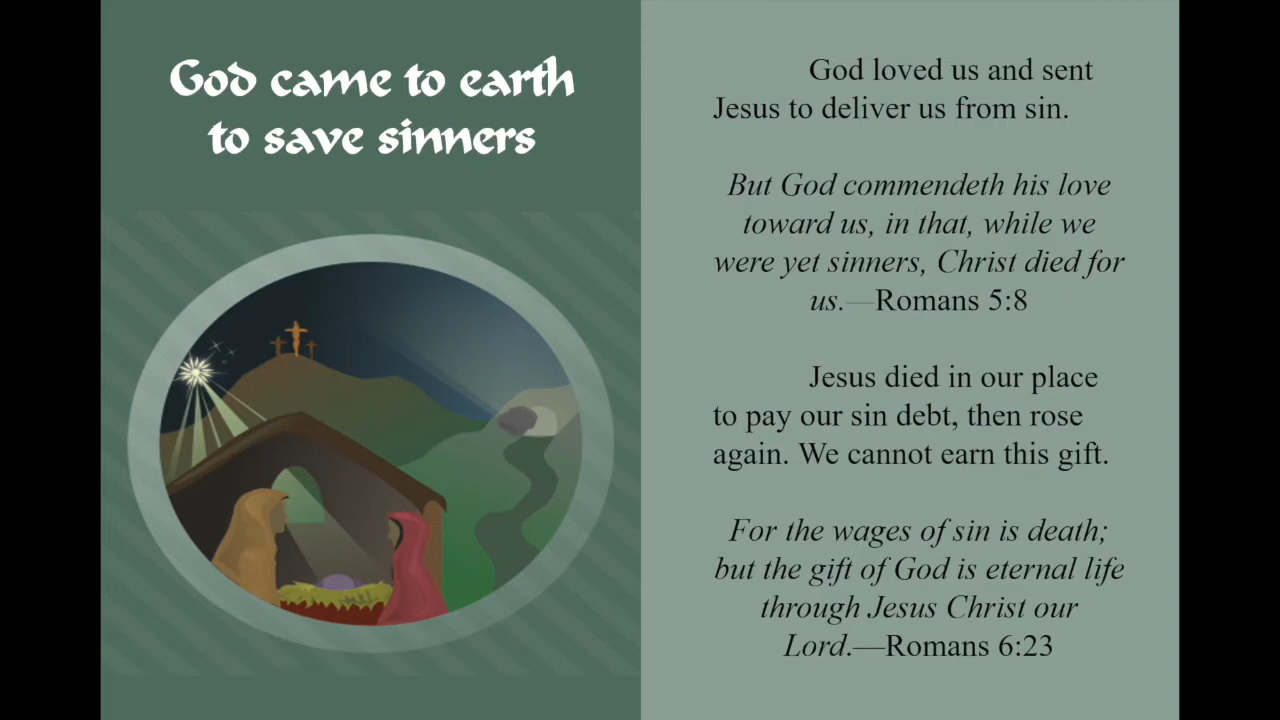 God came to earth
to save sinners
God loved us and sent
Jesus to deliver us from sin.
But God commendeth his love
toward us, in that, while we
were yet sinners, Christ died for
us.—Romans 5:8
Jesus died in our place
to pay our sin debt, then rose
again. We cannot earn this gift.
For the wages of sin is death;
but the gift of God is eternal life
through Jesus Christ our
Lord.—Romans 6:23